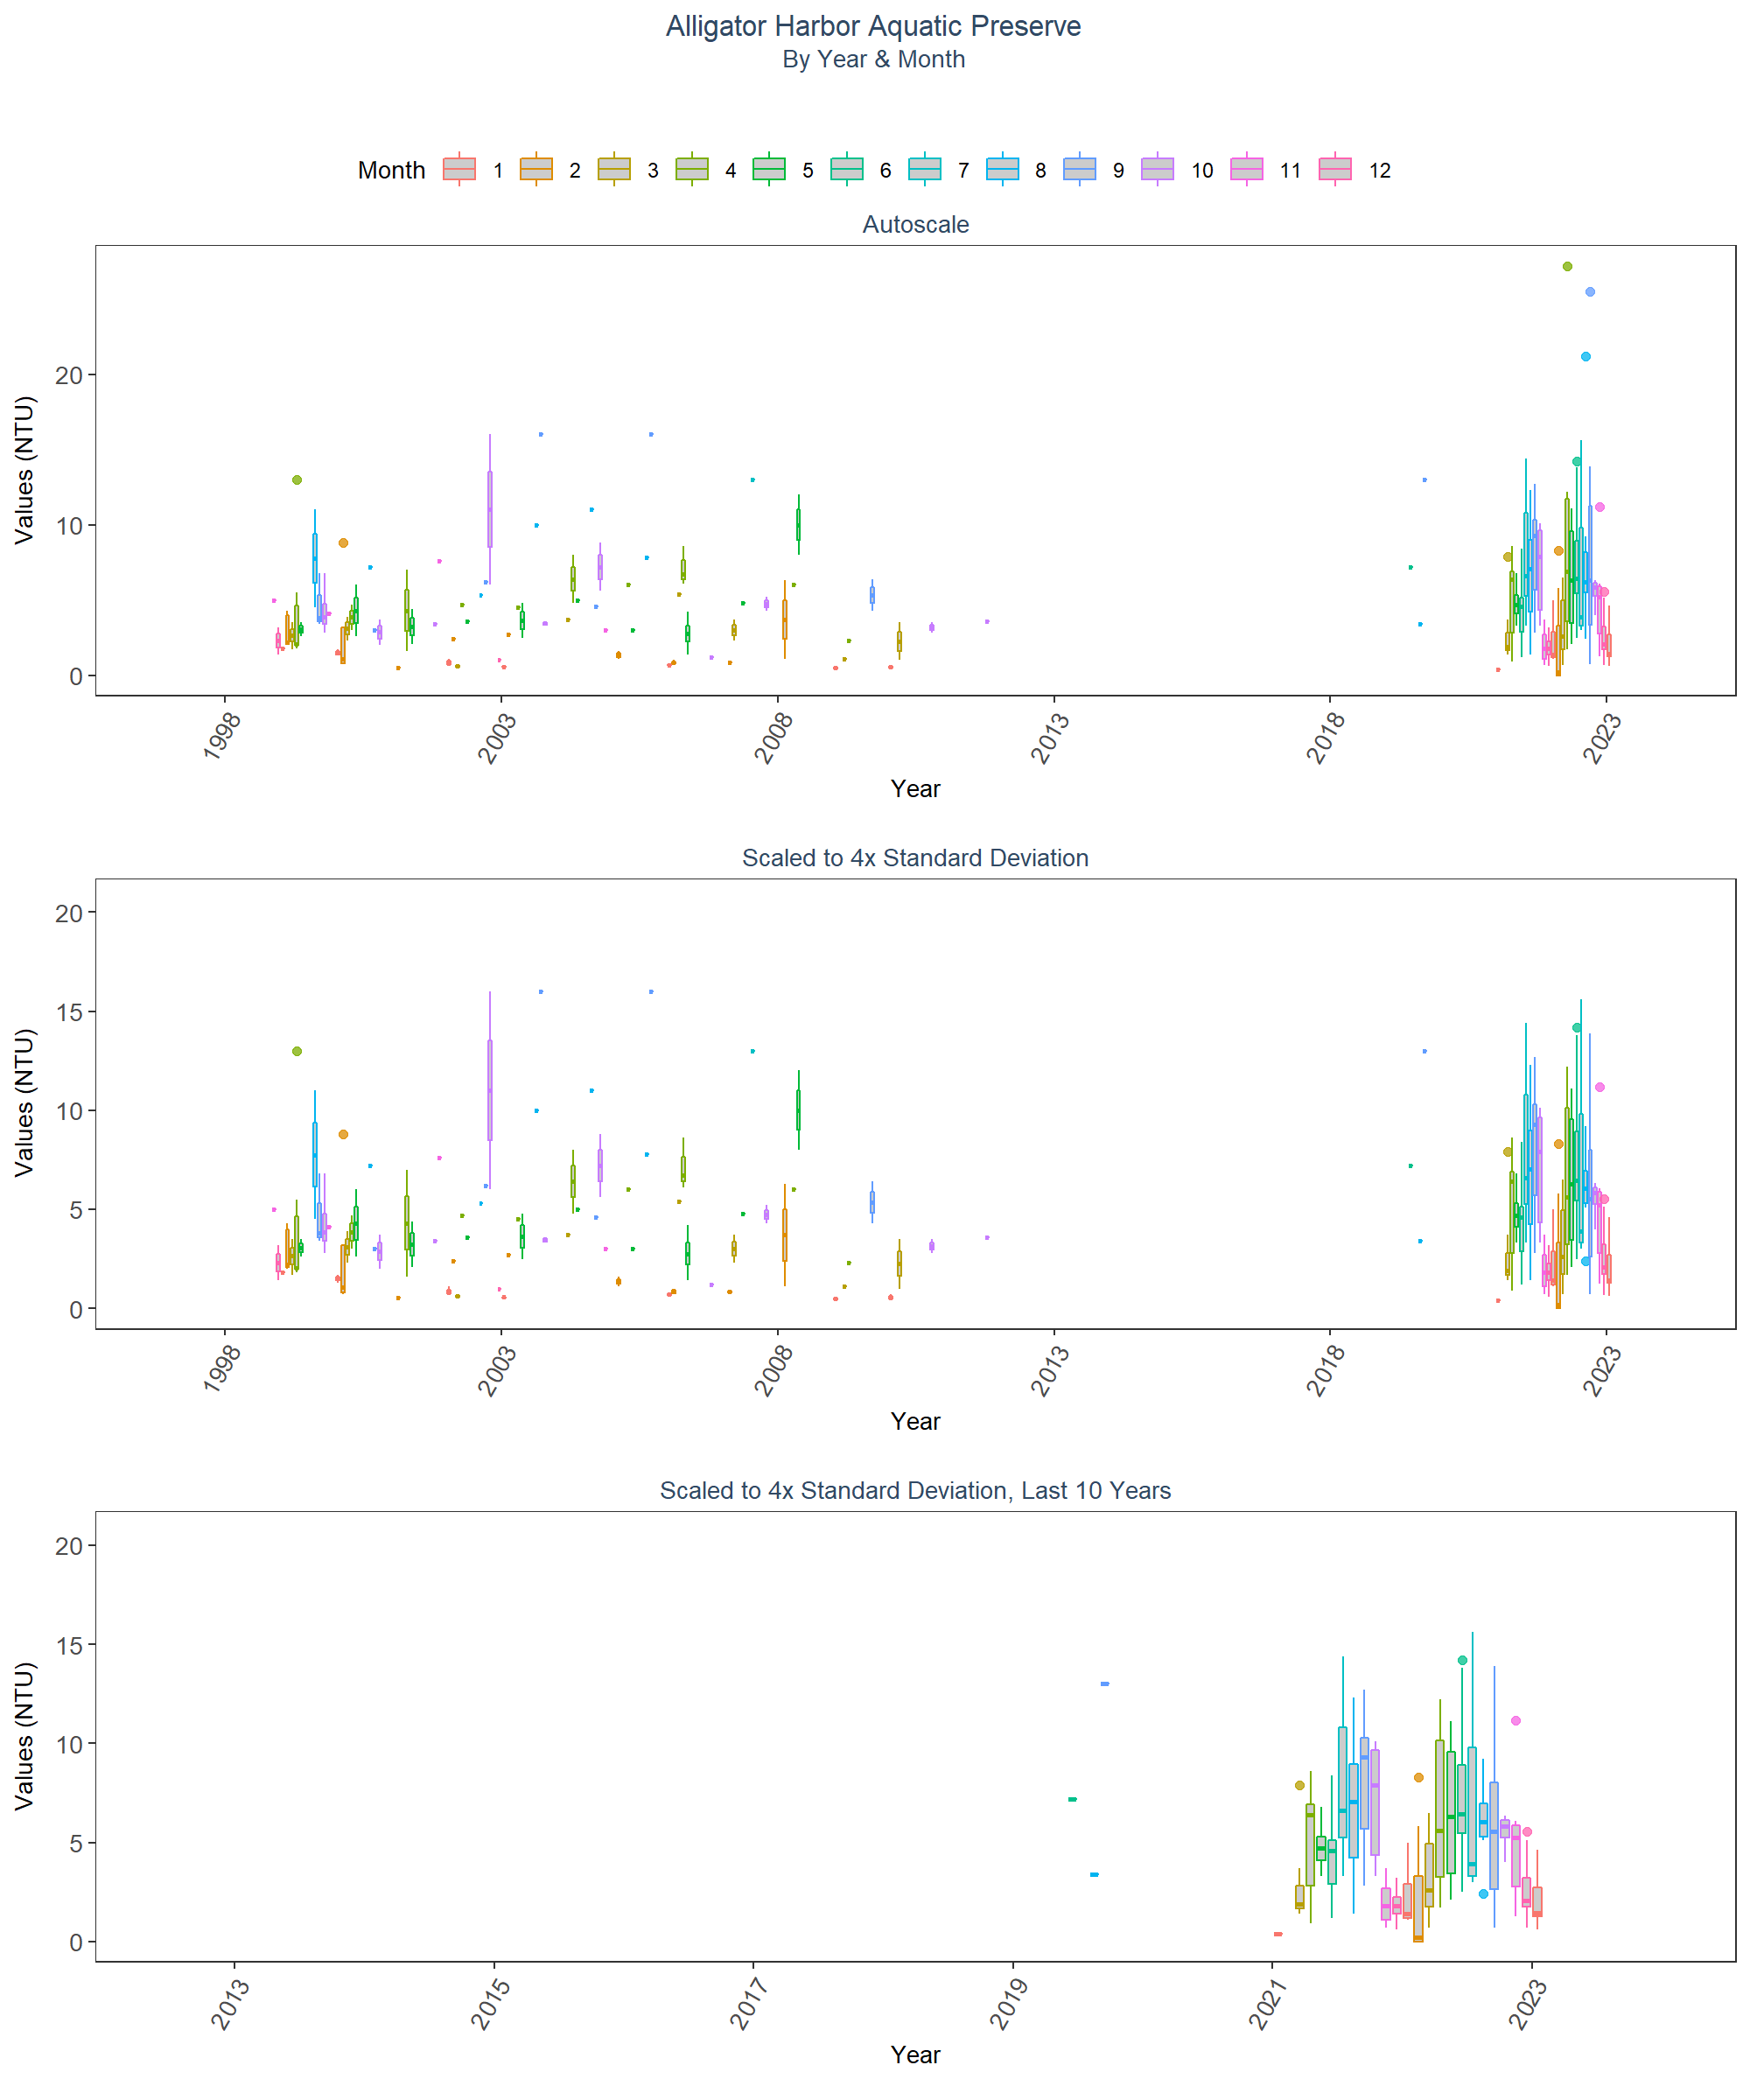 Alligator Harbor Aquatic Preserve
By Year & Month
Month 1 2 3 4 5 6 7 8 9 10 11 12
Autoscale
Values (NTU)
20
10
0
1998 2003 2008 2013 2018 2023
Year
Scaled to 4x Standard Deviation
Values (NTU)
20
15
10
5
0
1998 2003 2008 2013 2018 2023
Year
Scaled to 4x Standard Deviation, Last 10 Years
Values (NTU)
20
15
10
5
0
2013 2015 2017 2019 2021 2023
Year